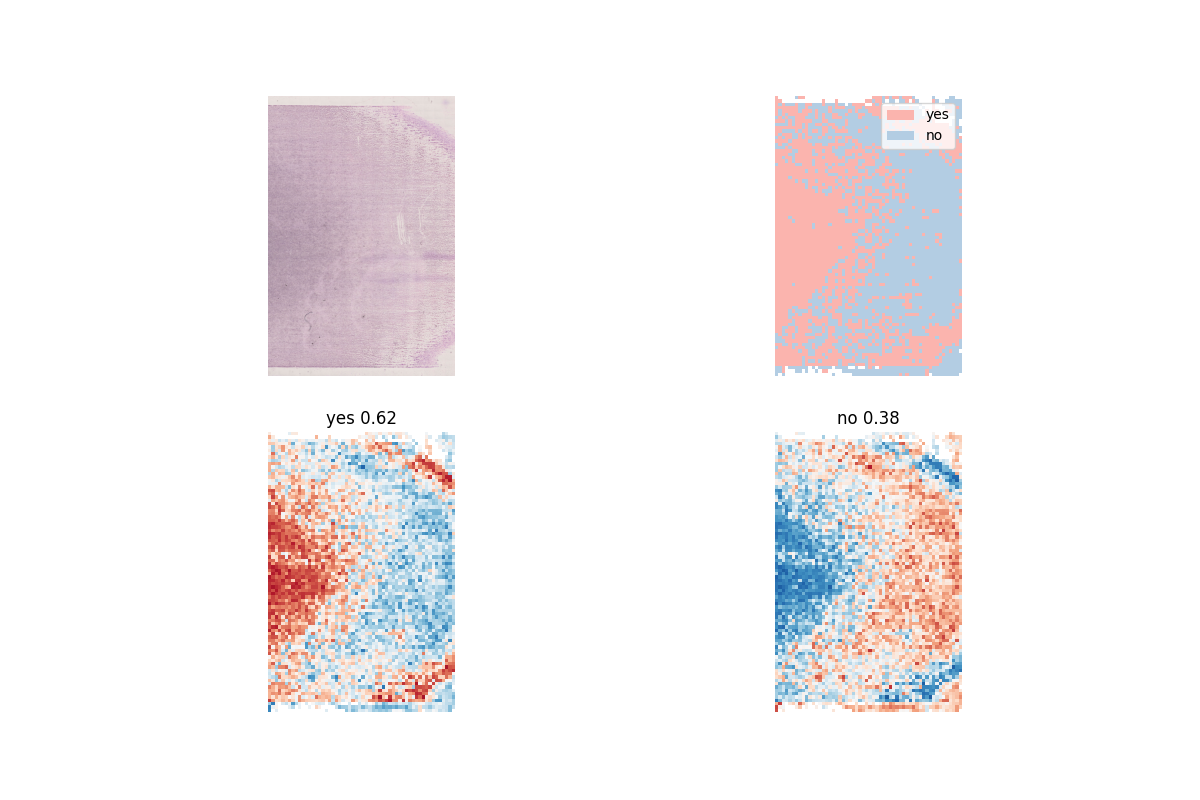 yes
no
yes 0.62
no 0.38